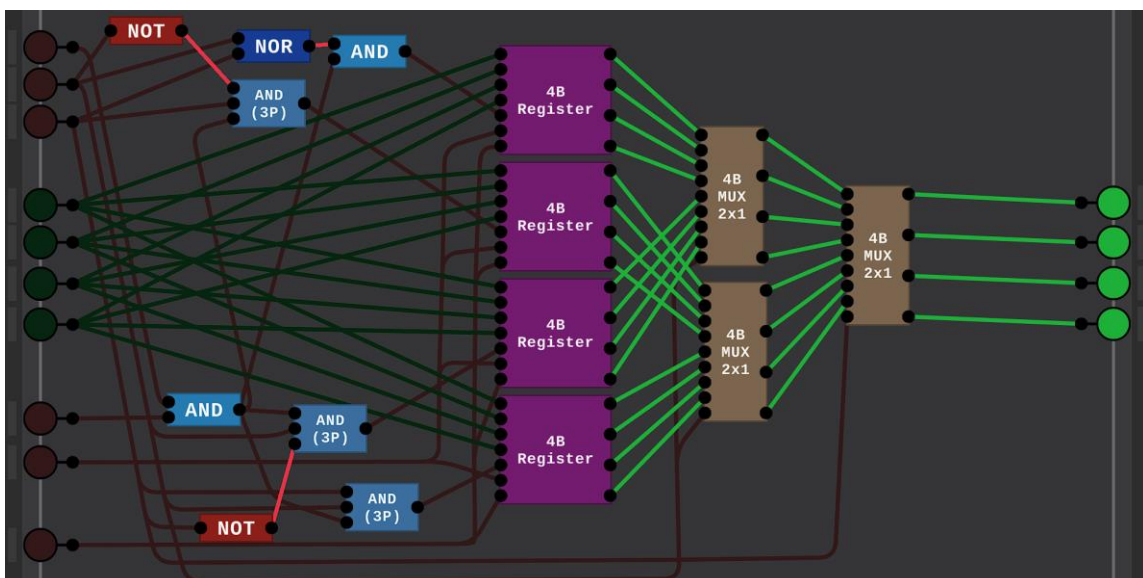 NOT
NOR
AND
AND
(3P)
4B
Register
4B
MUX
2x1
4B
Register
4B
MUX
2x1
4B
Register
4B
MUX
2x1
AND
AND
(3P)
4B
Register
AND
(3P)
NOT